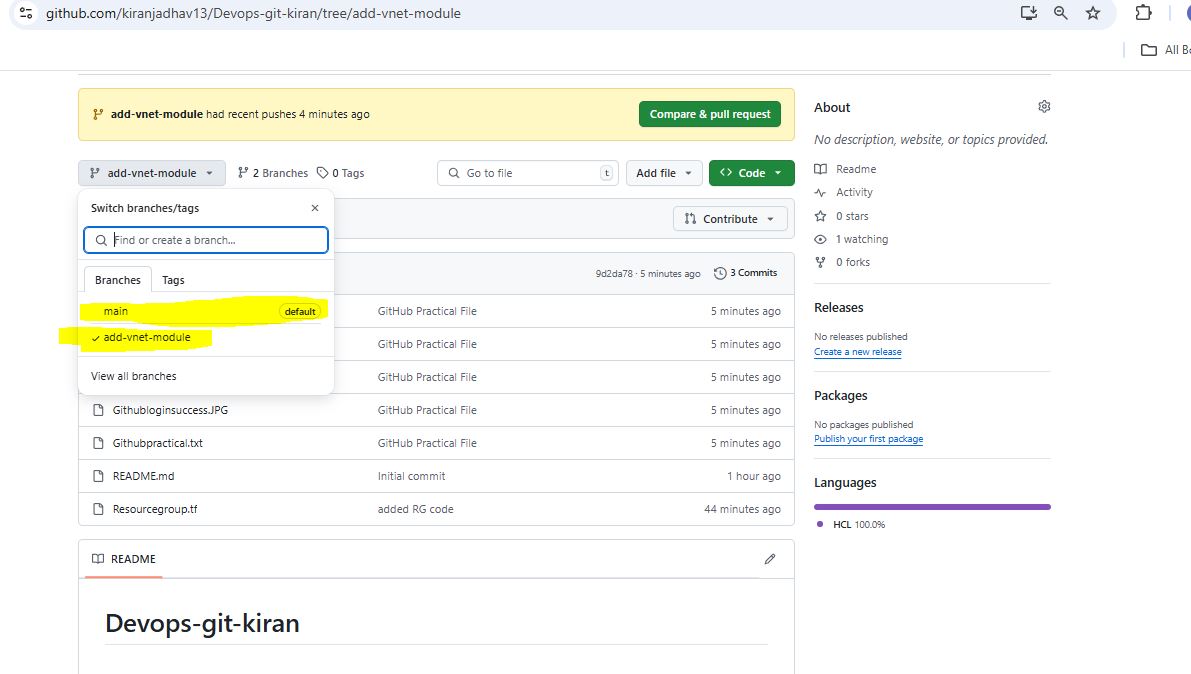 github.com/kiranjadhav13/Devops-git-kiran/tree/add-vnet-module
All Bo
add-vnet-module had recent pushes 4 minutes ago
Compare & pull request
add-vnet-module
2 Branches
0 Tags
Go to file
t
Add file
Code
Switch branches/tags
Find or create a branch...
Branches
Tags
main
default
add-vnet-module
View all branches
Contribute
9d2da78 · 5 minutes ago
3 Commits
GitHub Practical File
5 minutes ago
GitHub Practical File
5 minutes ago
GitHub Practical File
5 minutes ago
Githubloginsuccess.JPG
GitHub Practical File
5 minutes ago
Githubpractical.txt
GitHub Practical File
5 minutes ago
README.md
Initial commit
1 hour ago
Resourcegroup.tf
added RG code
44 minutes ago
README
Devops-git-kiran
About
No description, website, or topics provided.
Readme
Activity
0 stars
1 watching
0 forks
Releases
No releases published
Create a new release
Packages
No packages published
Publish your first package
Languages
HCL 100.0%